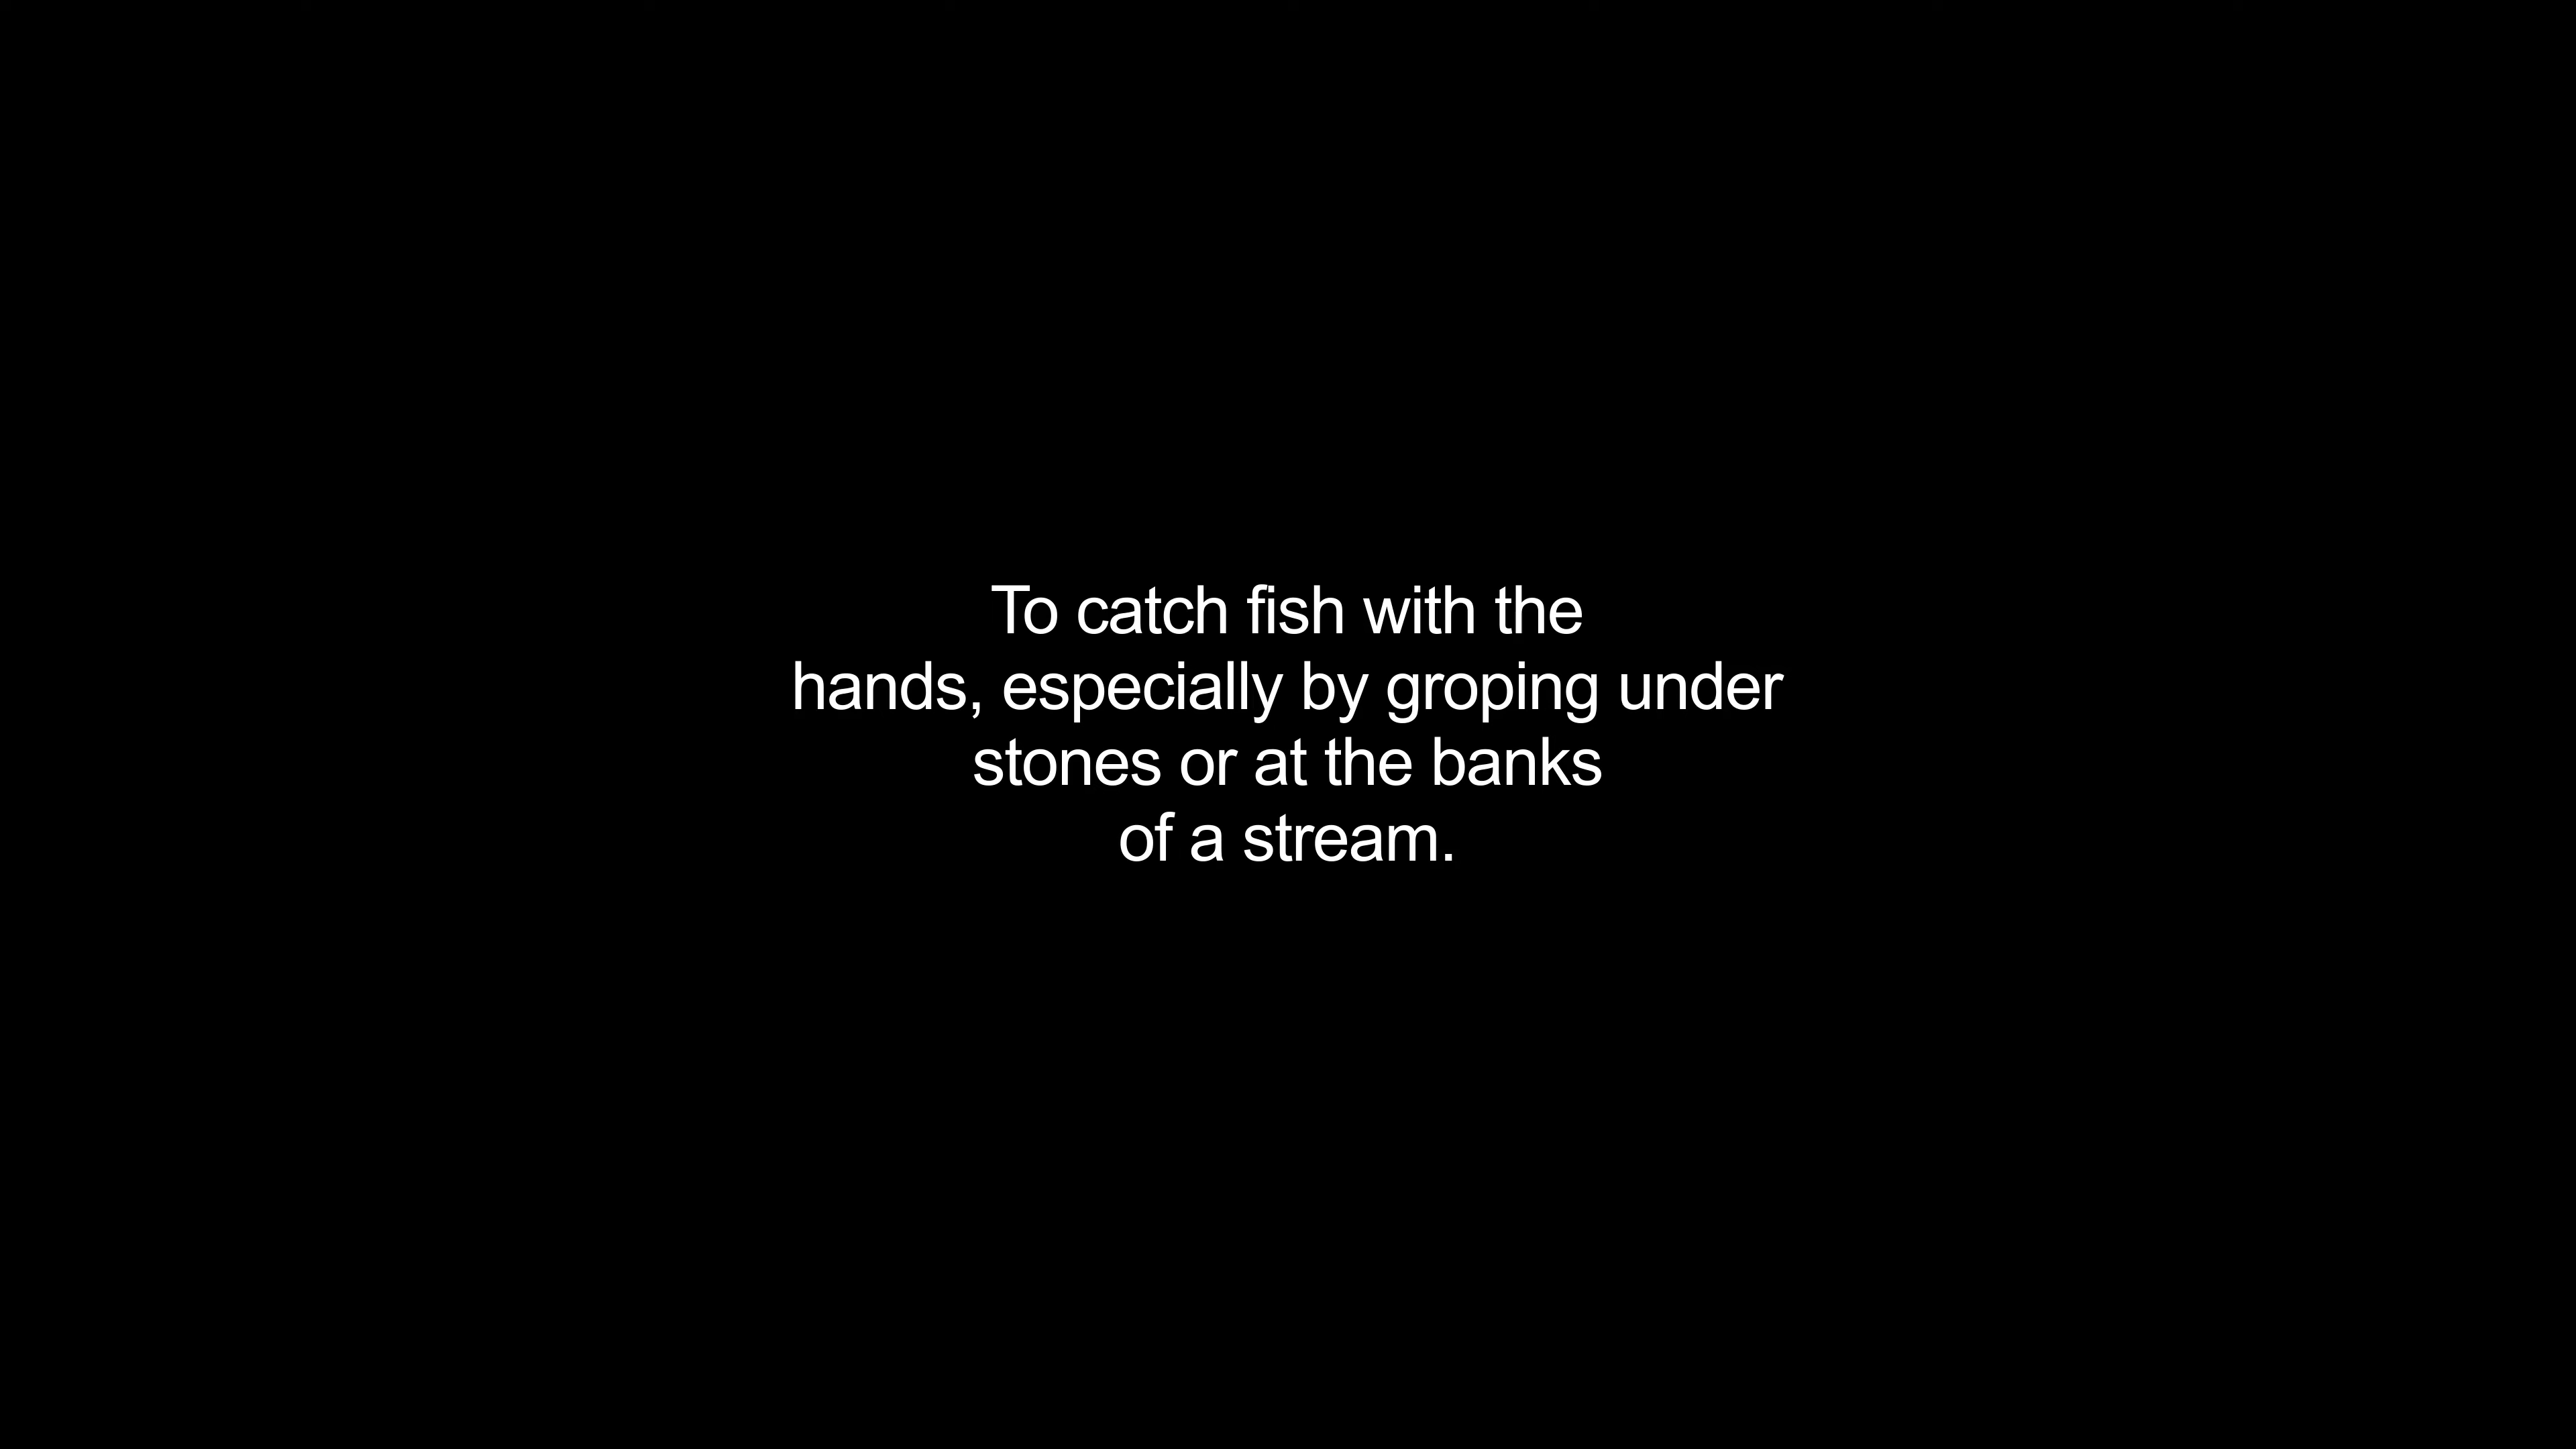 To catch fish with the
hands, especially by groping under
stones or at the banks
of a stream.